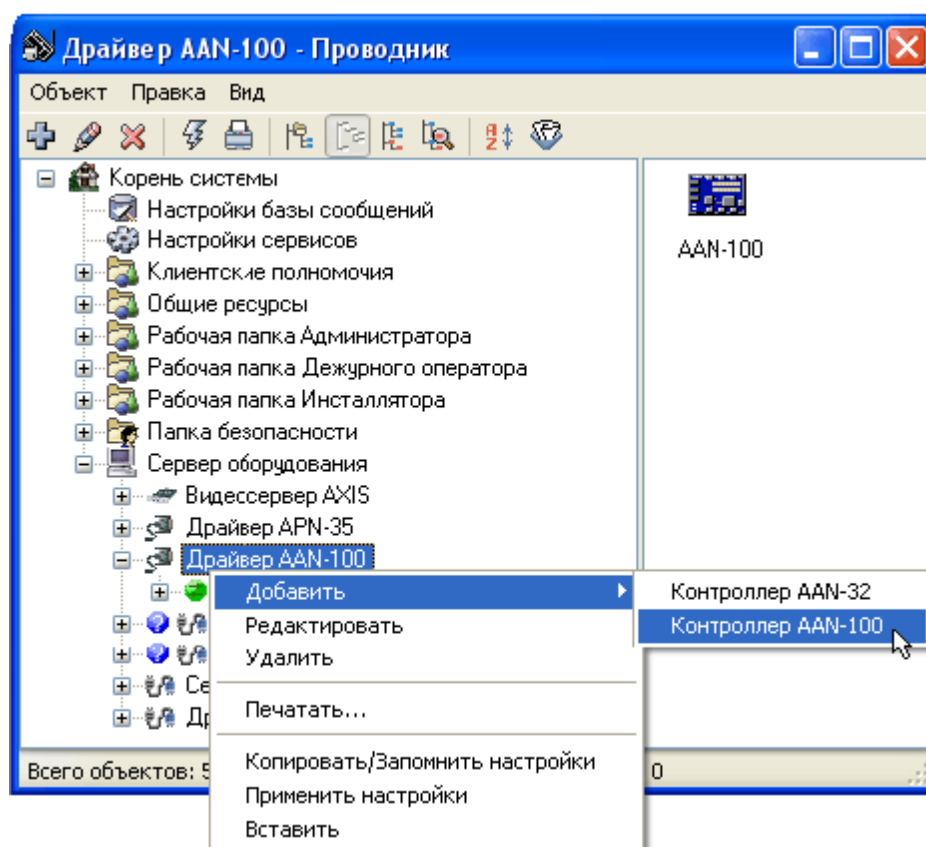 Драйвер AAN-100 - Проводник
Объект Правка Вид
Корень системы
Настройки базы сообщений
Настройки сервисов
Клиентские полномочия
Общие ресурсы
Рабочая папка Администратора
Рабочая папка Дежурного оператора
Рабочая папка Инсталлятора
Папка безопасности
Сервер оборудования
Видессервер AXIS
Драйвер APN-35
Драйвер AAN-100
Се
Др
AAN-100
Добавить
Редактировать
Удалить
Печатать...
Копировать/Запомнить настройки
Применить настройки
Вставить
Контроллер AAN-32
Контроллер AAN-100
Всего объектов: 5
0